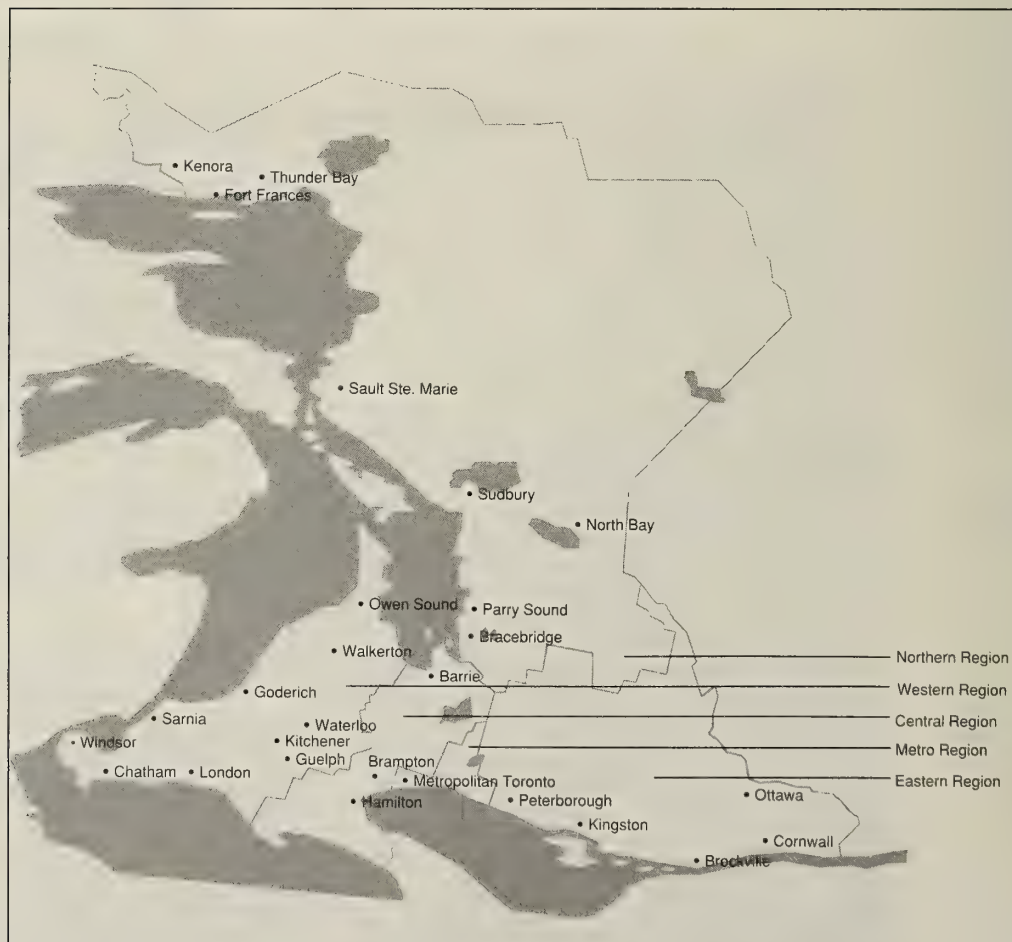 Kenora
Thunder Bay
Fort Frances
Sault Ste. Marie
Sudbury
North Bay
Owen Sound
Parry Sound
Bracebridge
Walkerton
Northern Region
Barrie
Western Region
Goderich
Sarnia
Waterloo
Central Region
Windsor
Kitchener
Metro Region
Guelph
Brampton
Chatham
London
Metropolitan Toronto
Eastern Region
Hamilton
Peterborough
Ottawa
Kingston
Cornwall
Brockville